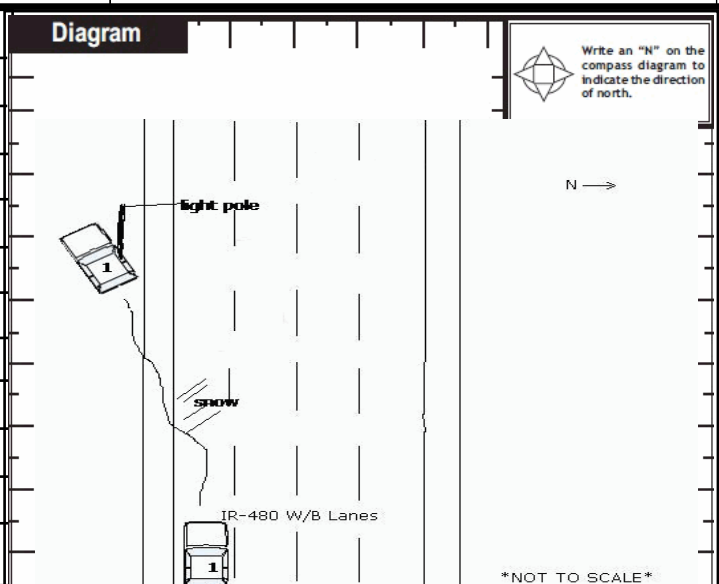 Diagram
Write an “N” on the
compass diagram to
indicate the direction
of north.
N
light pole
1
snow
IR-480 W/B Lanes
1
*NOT TO SCALE*